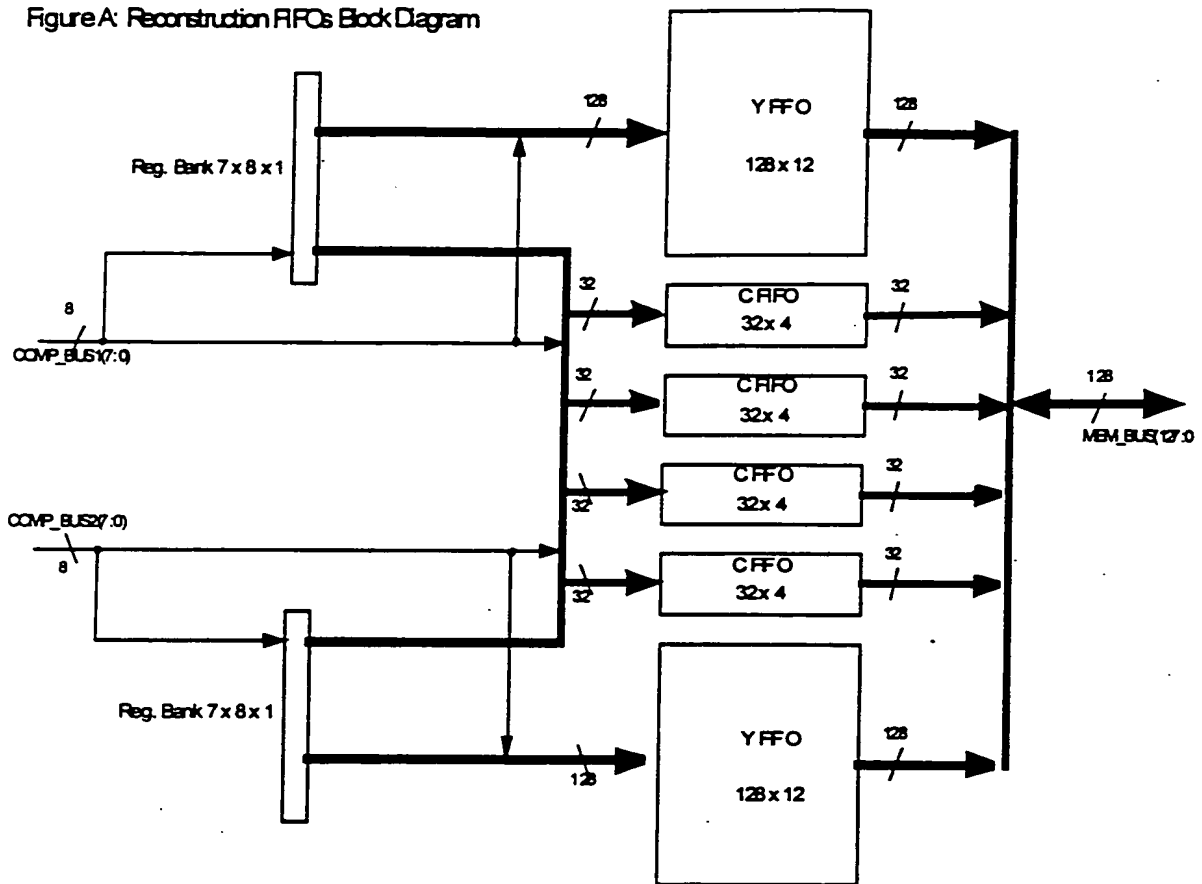 Figure A: Reconstruction FIFOs Block Diagram
128
Y FIFO
128 x 12
128
Reg. Bank 7 x 8 x 1
8
COMP_BUS1(7:0)
32
C FIFO
32 x 4
32
32
C FIFO
32 x 4
32
128
MEM_BUS(127:0
32
C FIFO
32 x 4
32
COMP_BUS2(7:0)
8
32
C FIFO
32 x 4
32
Reg. Bank 7 x 8 x 1
128
Y FIFO
128 x 12
128